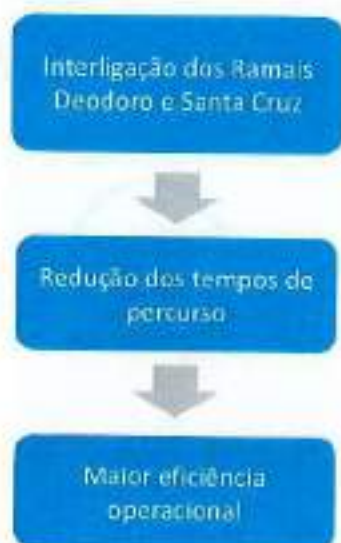 Interligação dos Ramais
Deodoro e Santa Cruz
Redução dos tempos de
percurso
Maior eficiência
operacional